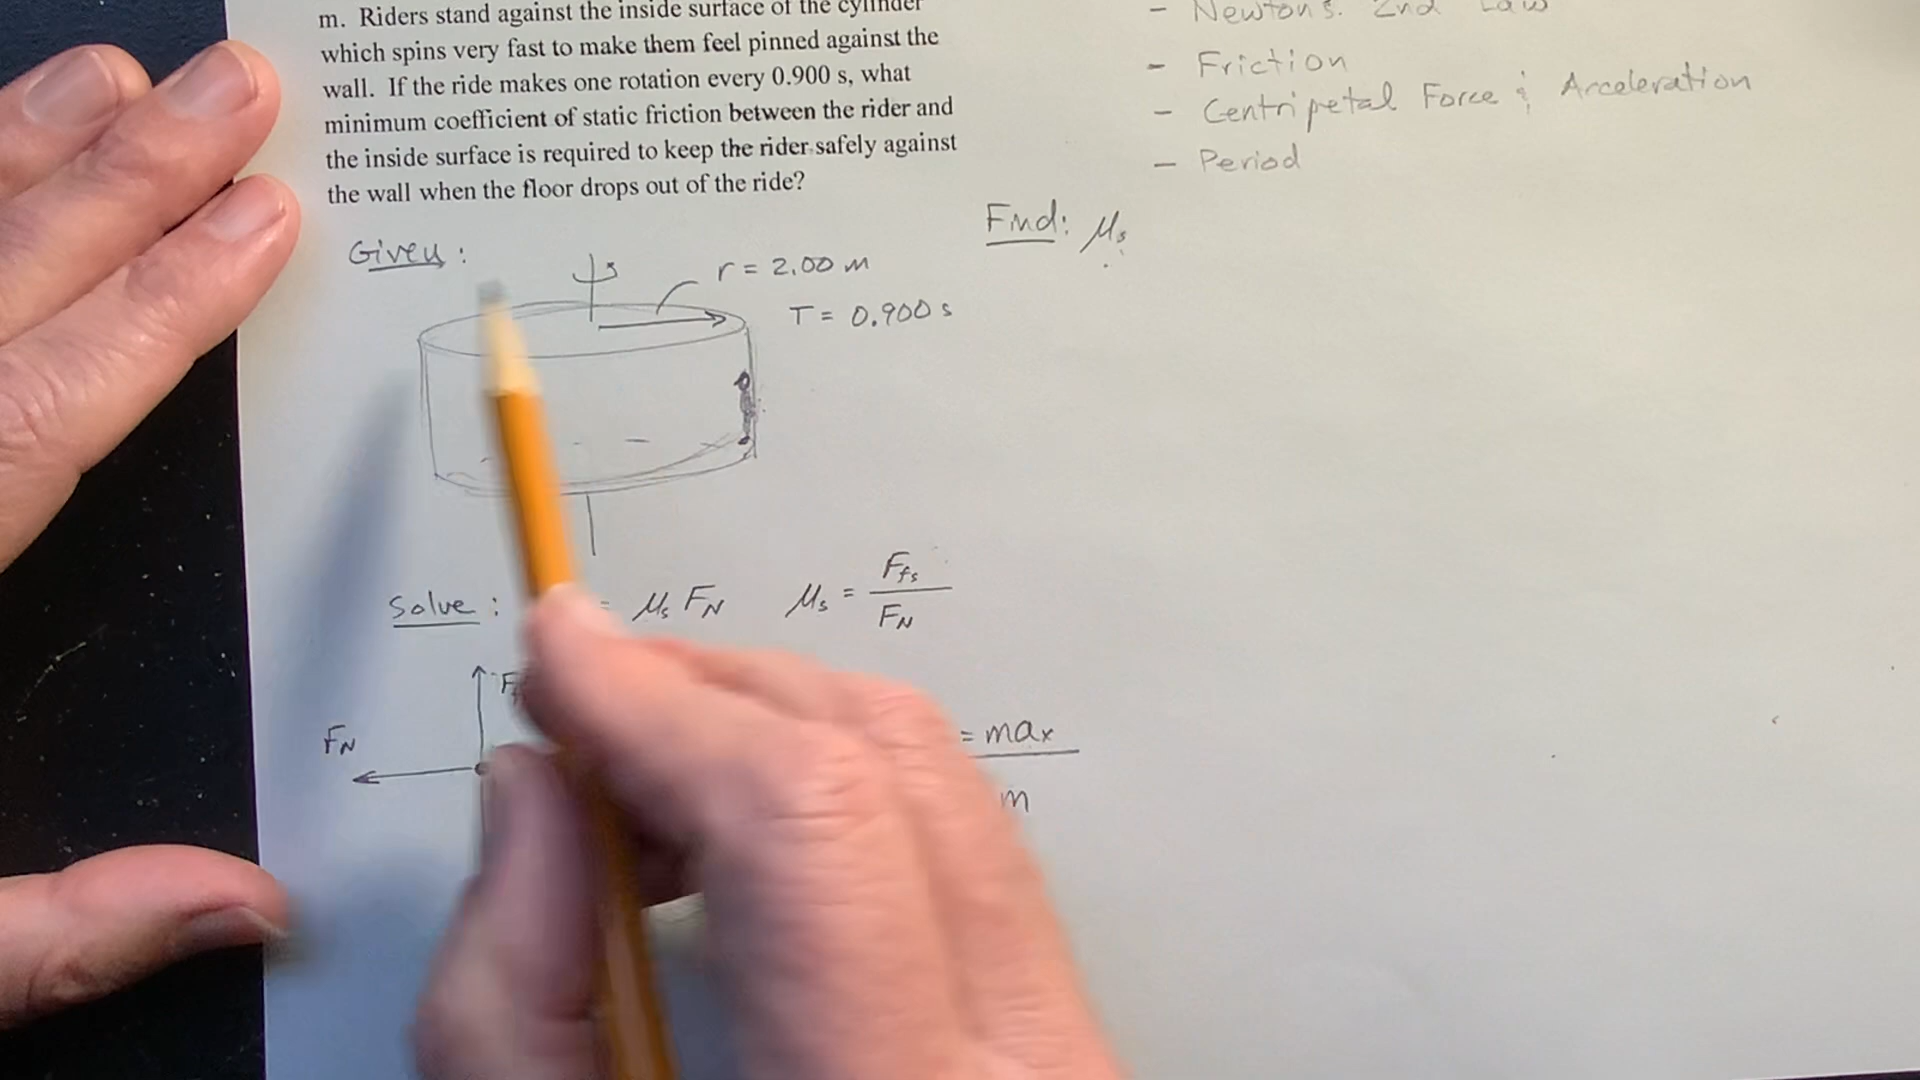 m. Riders stand against the inside surface of the cylinder
which spins very fast to make them feel pinned against the
wall. If the ride makes one rotation every 0.900 s, what
minimum coefficient of static friction between the rider and
the inside surface is required to keep the rider safely against
the wall when the floor drops out of the ride?
- Newton's 2nd Law
- Friction
- Centripetal Force & Acceleration
- Period
Find: μs
Given:
r = 2.00 m
T = 0.900 s
Solve: = μs FN μs = Ffs / FN
F
FN
= max
m